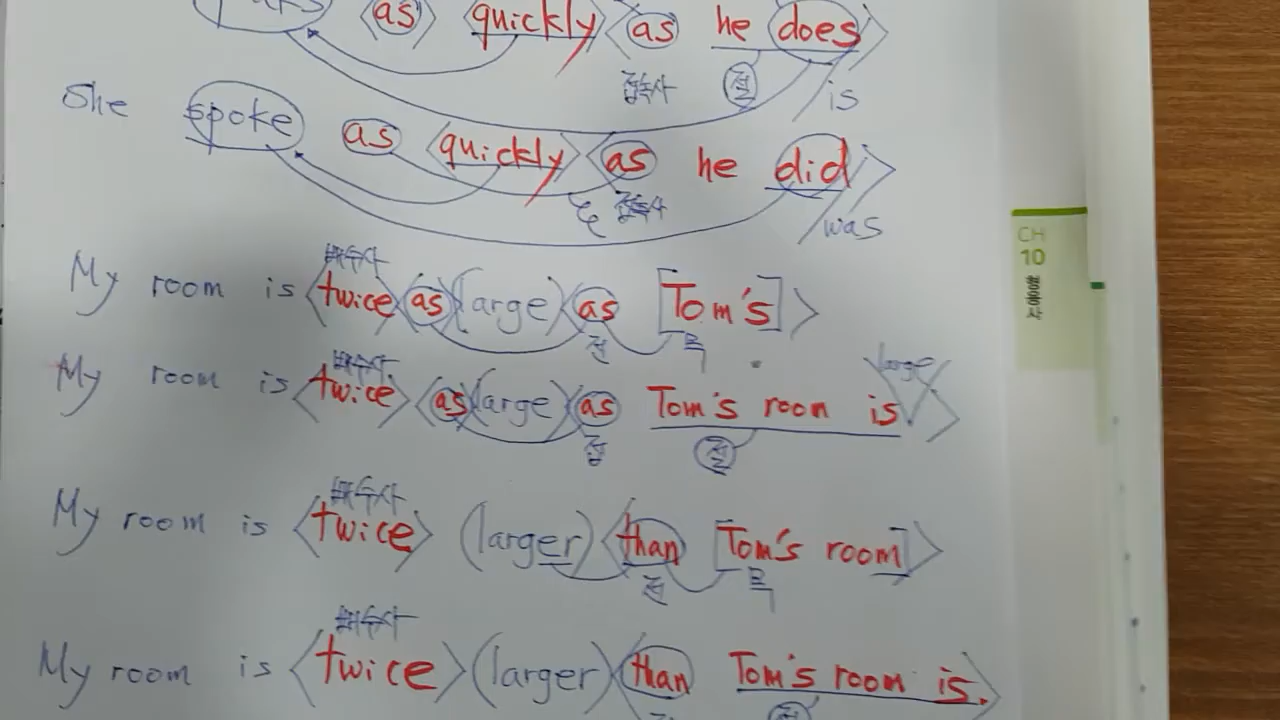 as quickly as he does
접속사 절 is
She spoke as quickly as he did
접속사 was
배수사
My room is twice as large as Tom's
전 목
배수사 large
My room is twice as large as Tom's room is
접 절
배수사
My room is twice larger than Tom's room
전 목
배수사
My room is twice larger than Tom's room is.
절
CH
10
형용사